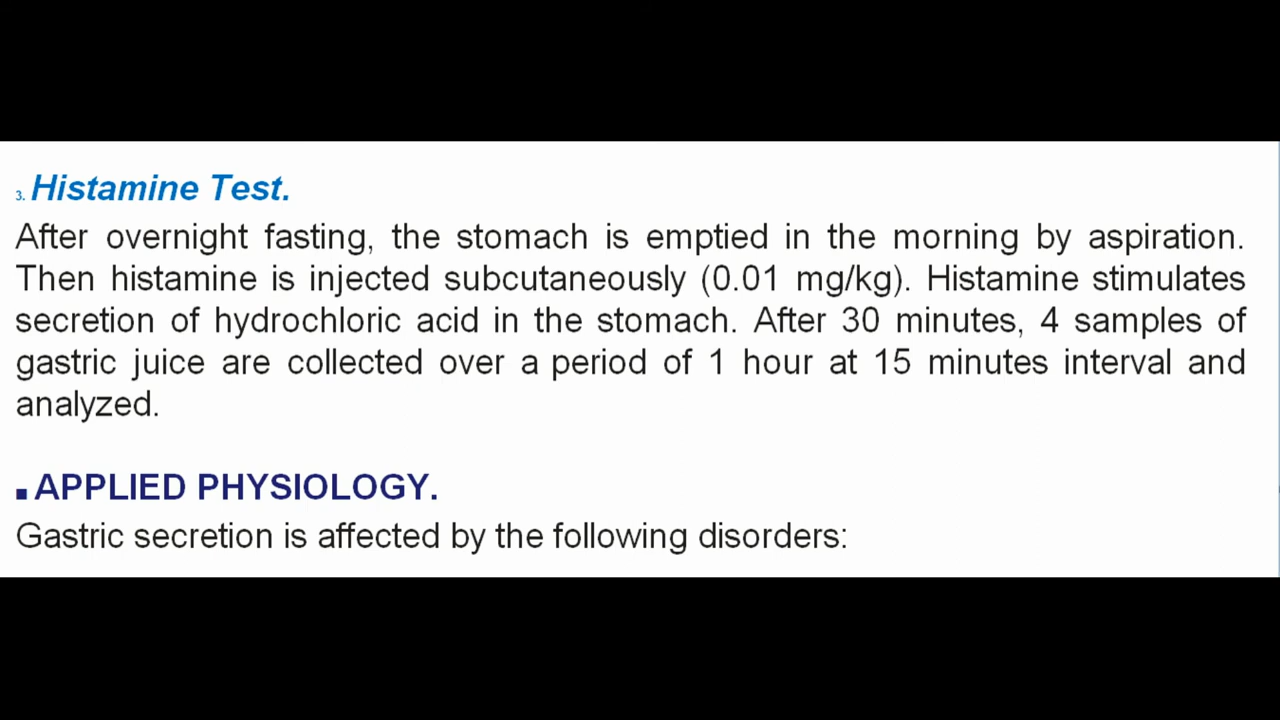 3. Histamine Test.
After overnight fasting, the stomach is emptied in the morning by aspiration.
Then histamine is injected subcutaneously (0.01 mg/kg). Histamine stimulates
secretion of hydrochloric acid in the stomach. After 30 minutes, 4 samples of
gastric juice are collected over a period of 1 hour at 15 minutes interval and
analyzed.
▪ APPLIED PHYSIOLOGY.
Gastric secretion is affected by the following disorders: